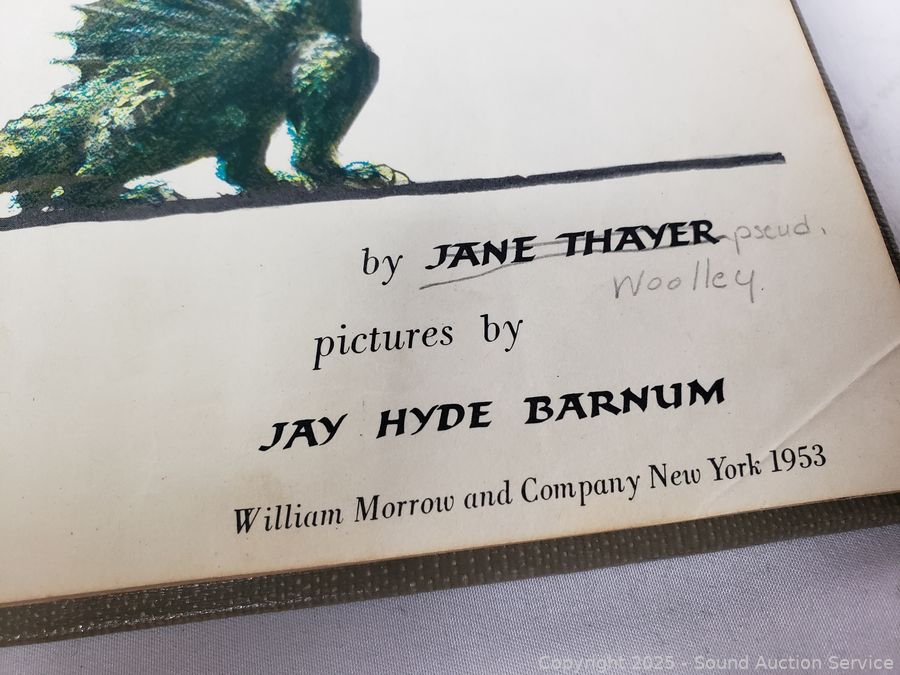 by JANE THAYER pseud.
Woolley.
pictures by
JAY HYDE BARNUM
William Morrow and Company New York 1953
Copyright 2025 - Sound Auction Service